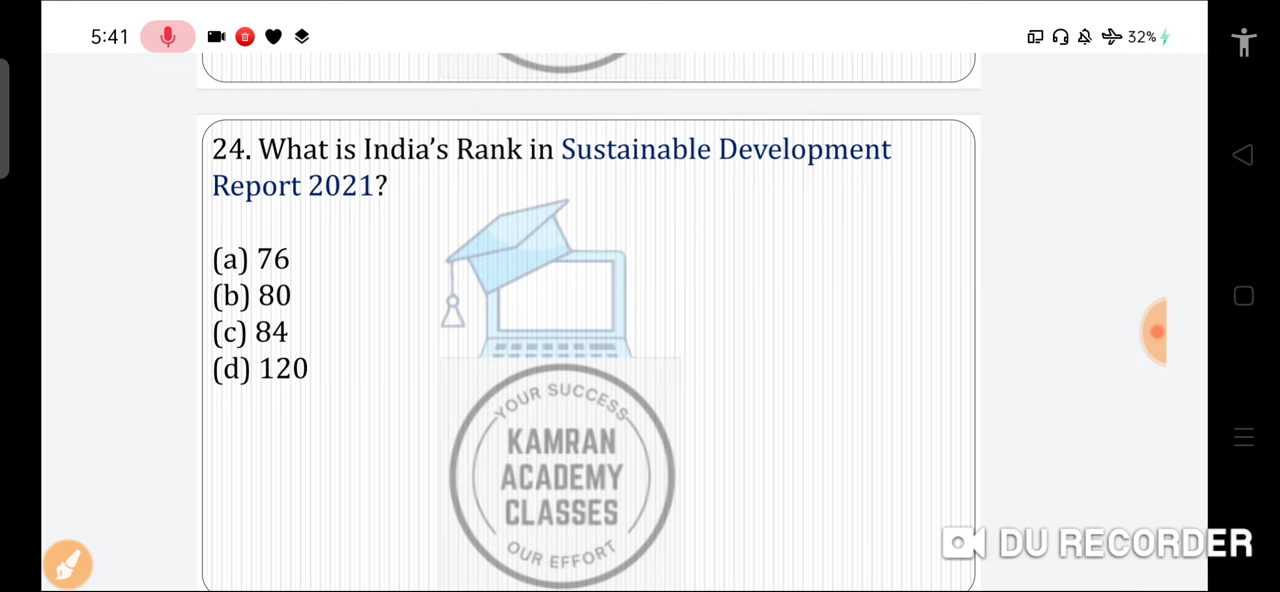 5:41
32%
24. What is India's Rank in Sustainable Development
Report 2021?
(a) 76
(b) 80
(c) 84
(d) 120
YOUR SUCCESS
KAMRAN
ACADEMY
CLASSES
OUR EFFORT
DU RECORDER